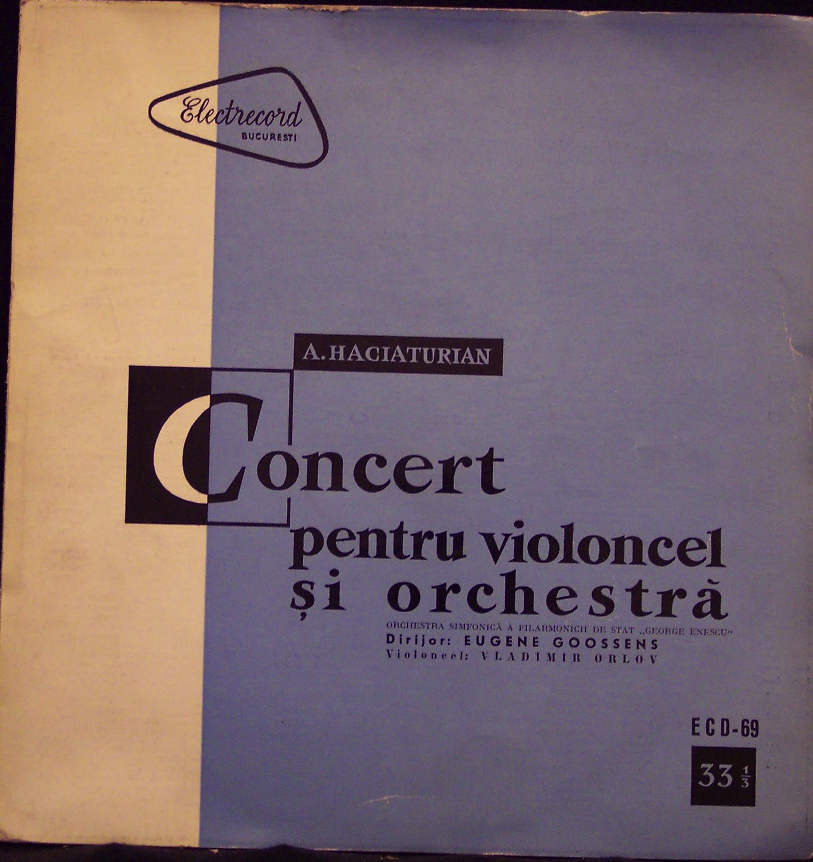 Electrecord
BUCUREȘTI
A. HACIATURIAN
Concert
pentru violoncel
și orchestră
ORCHESTRA SIMFONICĂ A FILARMONICII DE STAT „GEORGE ENESCU“
Dirijor: EUGENE GOOSSENS
Violoncel: VLADIMIR ORLOV
ECD-69
33 1/3